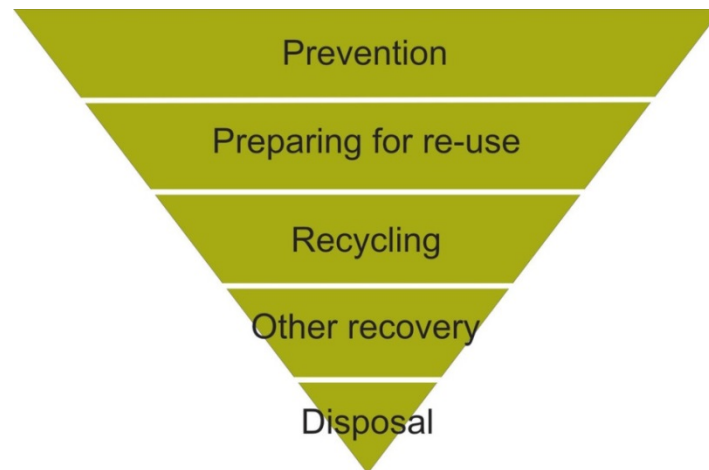 Prevention
Preparing for re-use
Recycling
Other recovery
Disposal